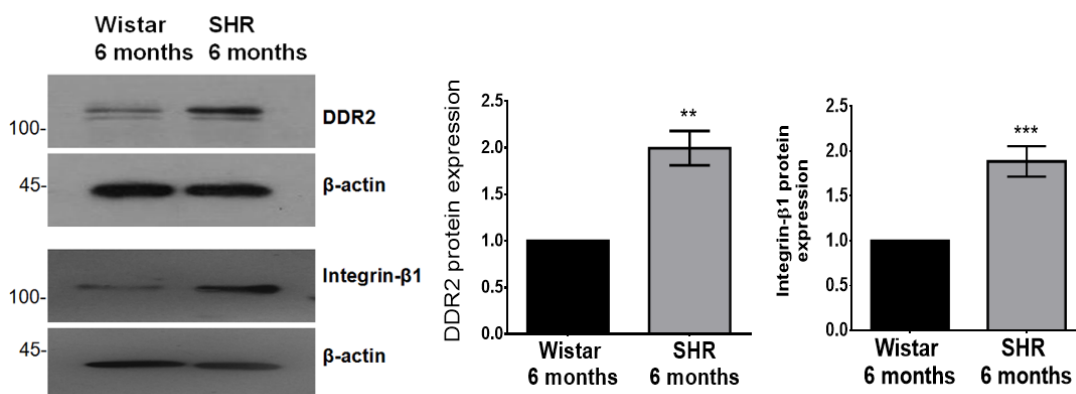 Wistar
6 months
SHR
6 months
100-
DDR2
45-
β-actin
100-
Integrin-β1
45-
β-actin
DDR2 protein expression
2.5
2.0
1.5
1.0
0.5
0.0
**
Wistar
6 months
SHR
6 months
Integrin-β1 protein
expression
2.5
2.0
1.5
1.0
0.5
0.0
***
Wistar
6 months
SHR
6 months